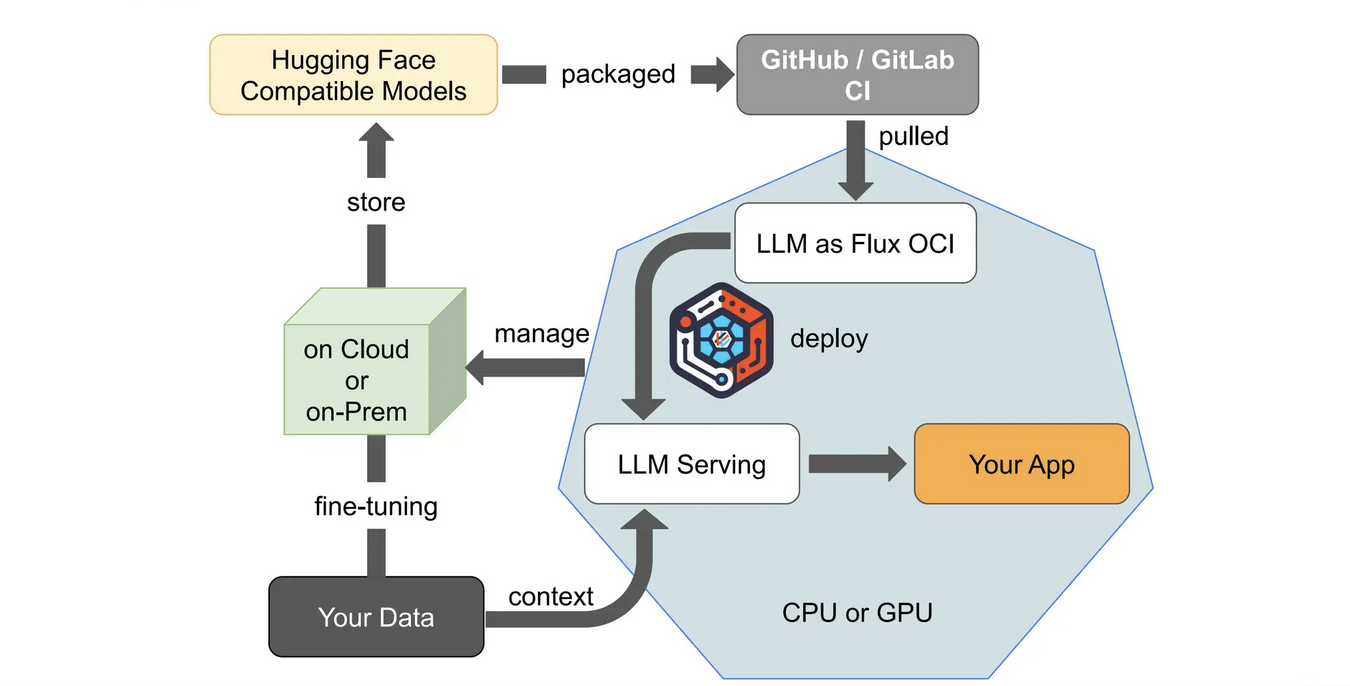 Hugging Face
Compatible Models
packaged
GitHub / GitLab
CI
pulled
store
LLM as Flux OCI
on Cloud
or
on-Prem
manage
deploy
LLM Serving
Your App
fine-tuning
Your Data
context
CPU or GPU